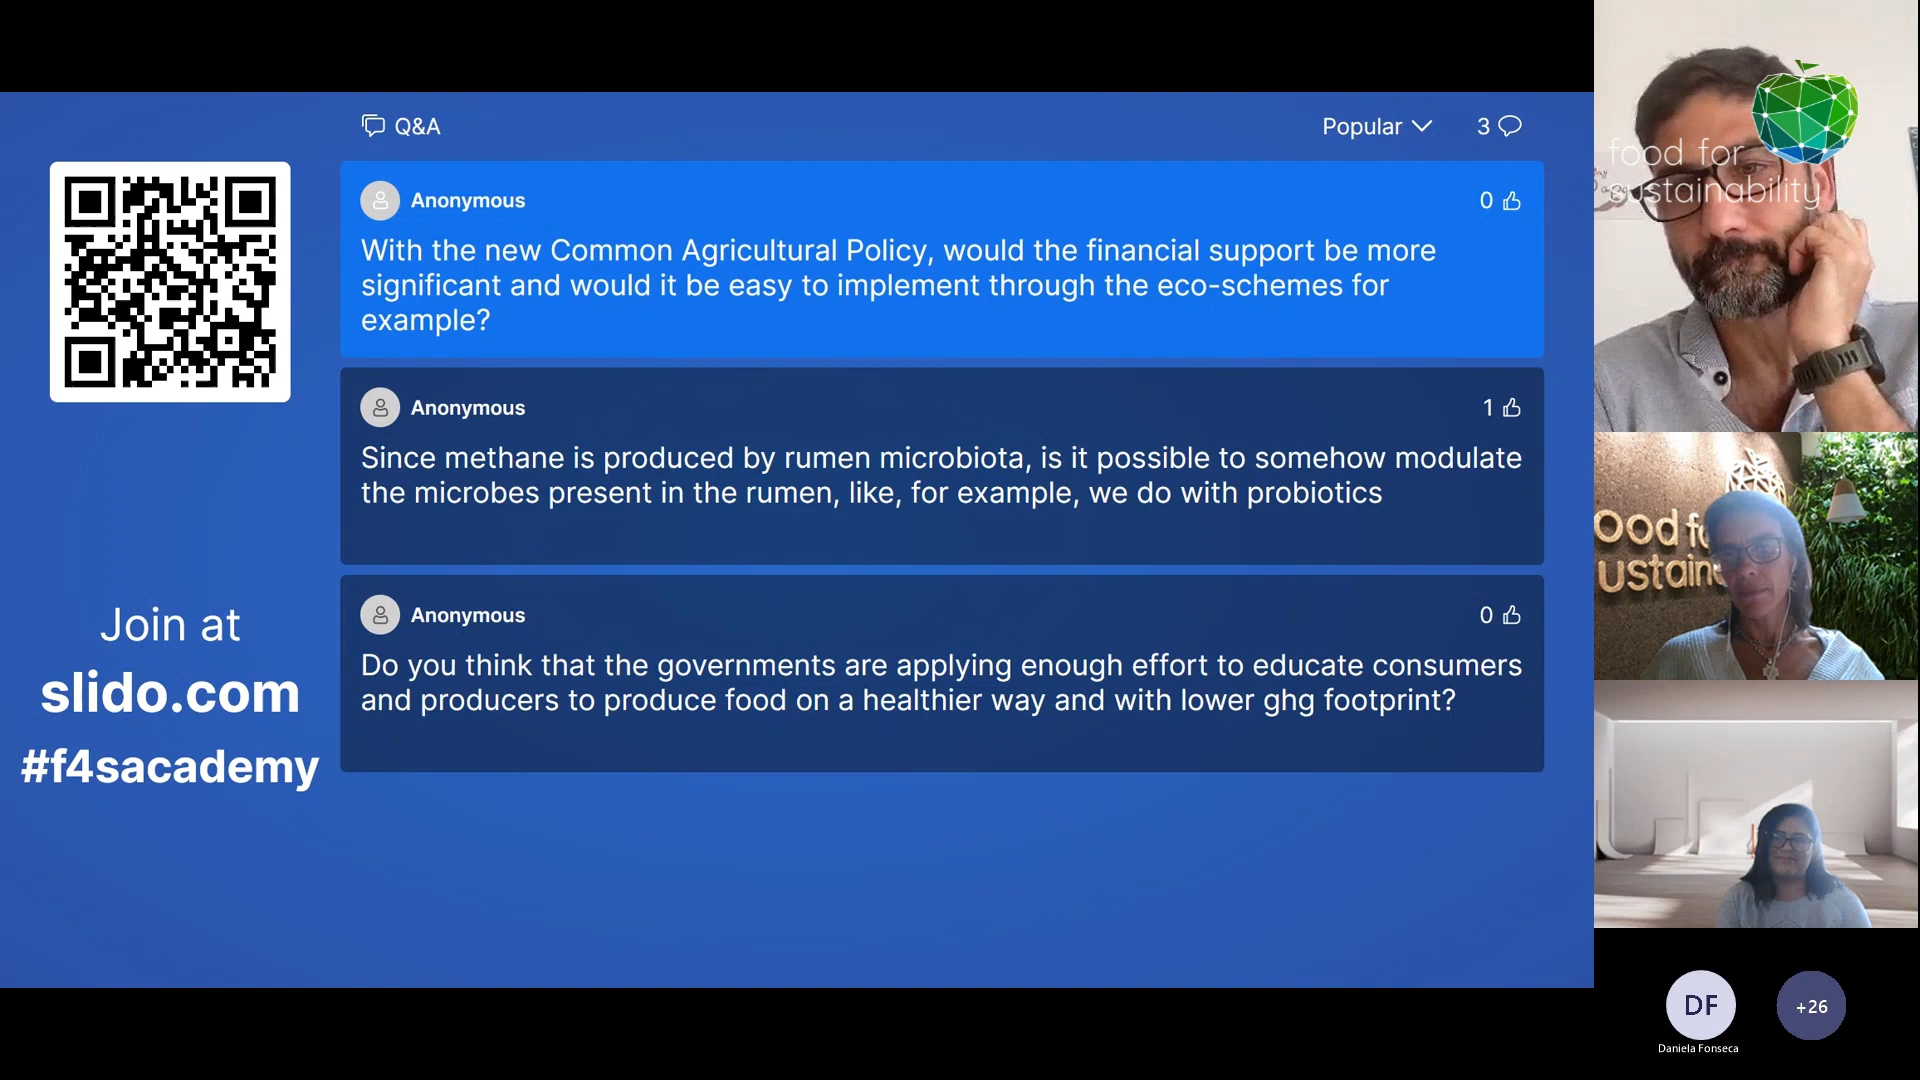 Q&A
Popular
3
Anonymous
0
With the new Common Agricultural Policy, would the financial support be more
significant and would it be easy to implement through the eco-schemes for
example?
Anonymous
1
Since methane is produced by rumen microbiota, is it possible to somehow modulate
the microbes present in the rumen, like, for example, we do with probiotics
Anonymous
0
Do you think that the governments are applying enough effort to educate consumers
and producers to produce food on a healthier way and with lower ghg footprint?
Join at
slido.com
#f4sacademy
food for
sustainability
ood fo
ustain
DF
Daniela Fonseca
+26